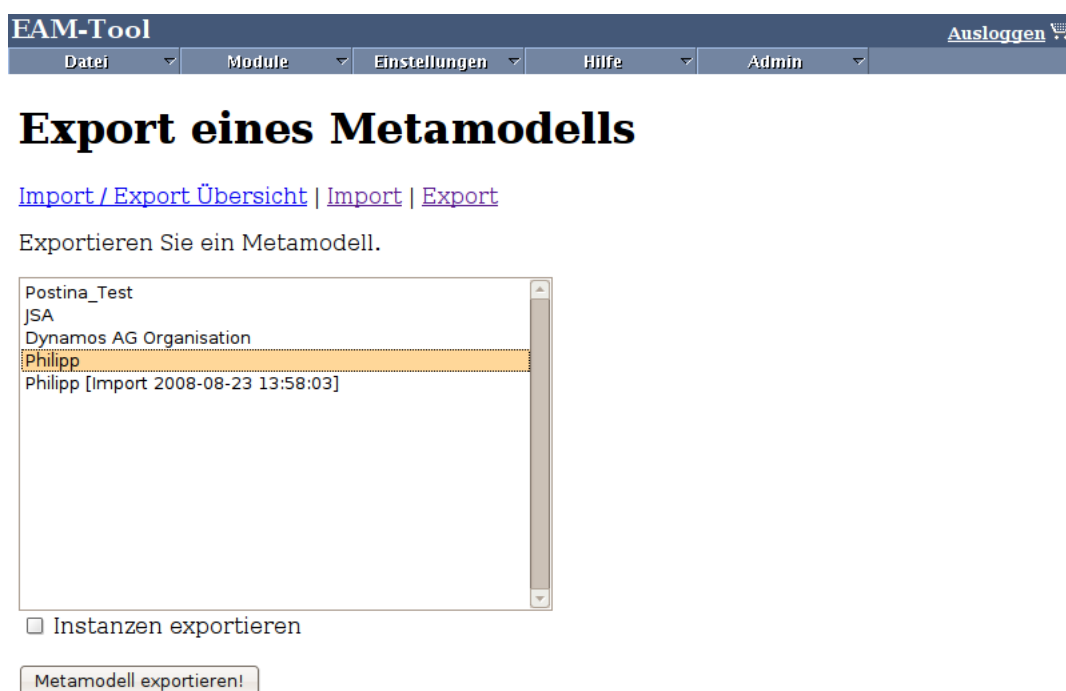 EAM-Tool Ausloggen
Datei Module Einstellungen Hilfe Admin
Export eines Metamodells
Import / Export Übersicht | Import | Export
Exportieren Sie ein Metamodell.
Postina_Test
JSA
Dynamos AG Organisation
Philipp
Philipp [Import 2008-08-23 13:58:03]
Instanzen exportieren
Metamodell exportieren!